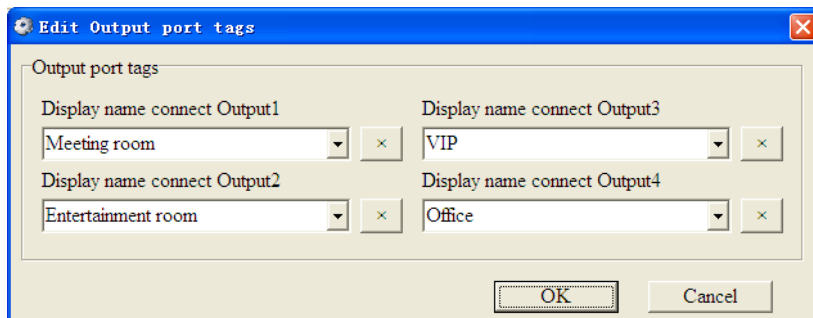 Edit Output port tags
Output port tags
Display name connect Output1
Display name connect Output3
Meeting room
×
VIP
×
Display name connect Output2
Display name connect Output4
Entertainment room
×
Office
×
OK
Cancel